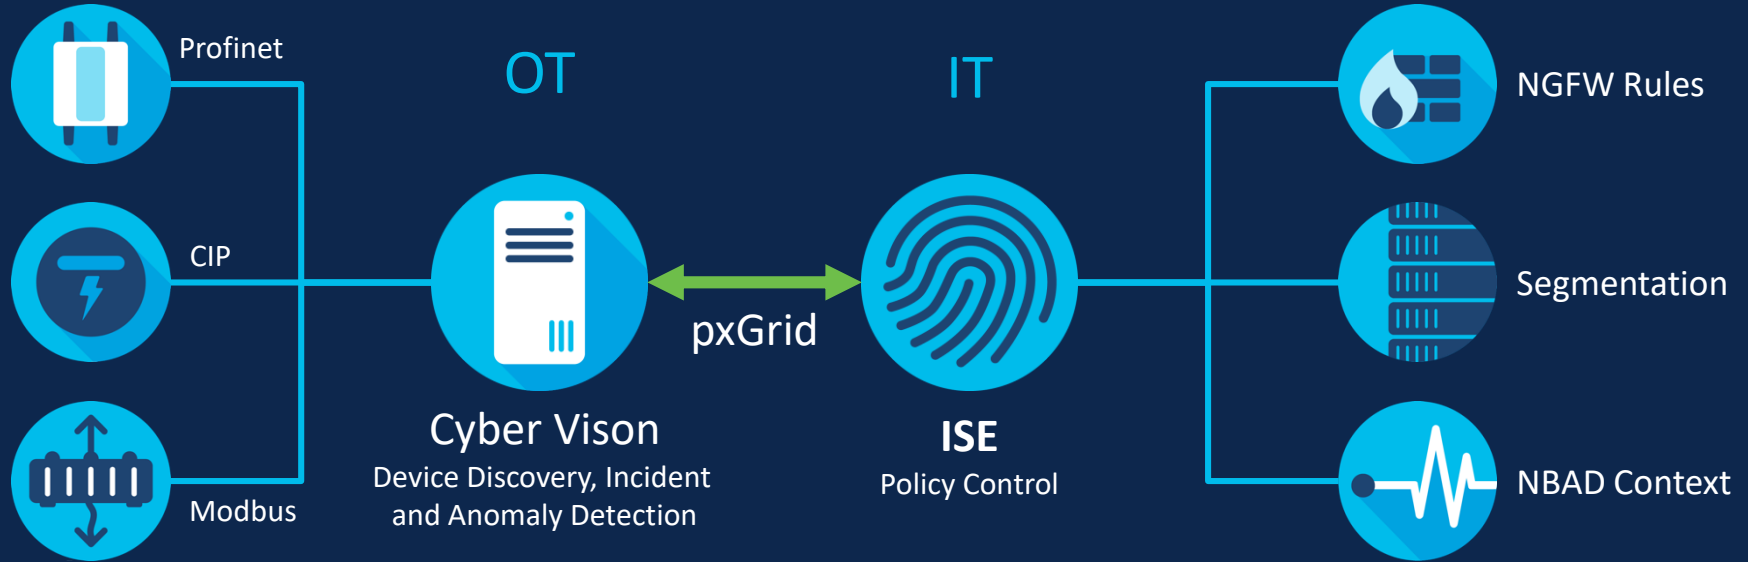 Profinet
OT
IT
NGFW Rules
CIP
Segmentation
pxGrid
Cyber Vison
Device Discovery, Incident
and Anomaly Detection
ISE
Policy Control
Modbus
NBAD Context